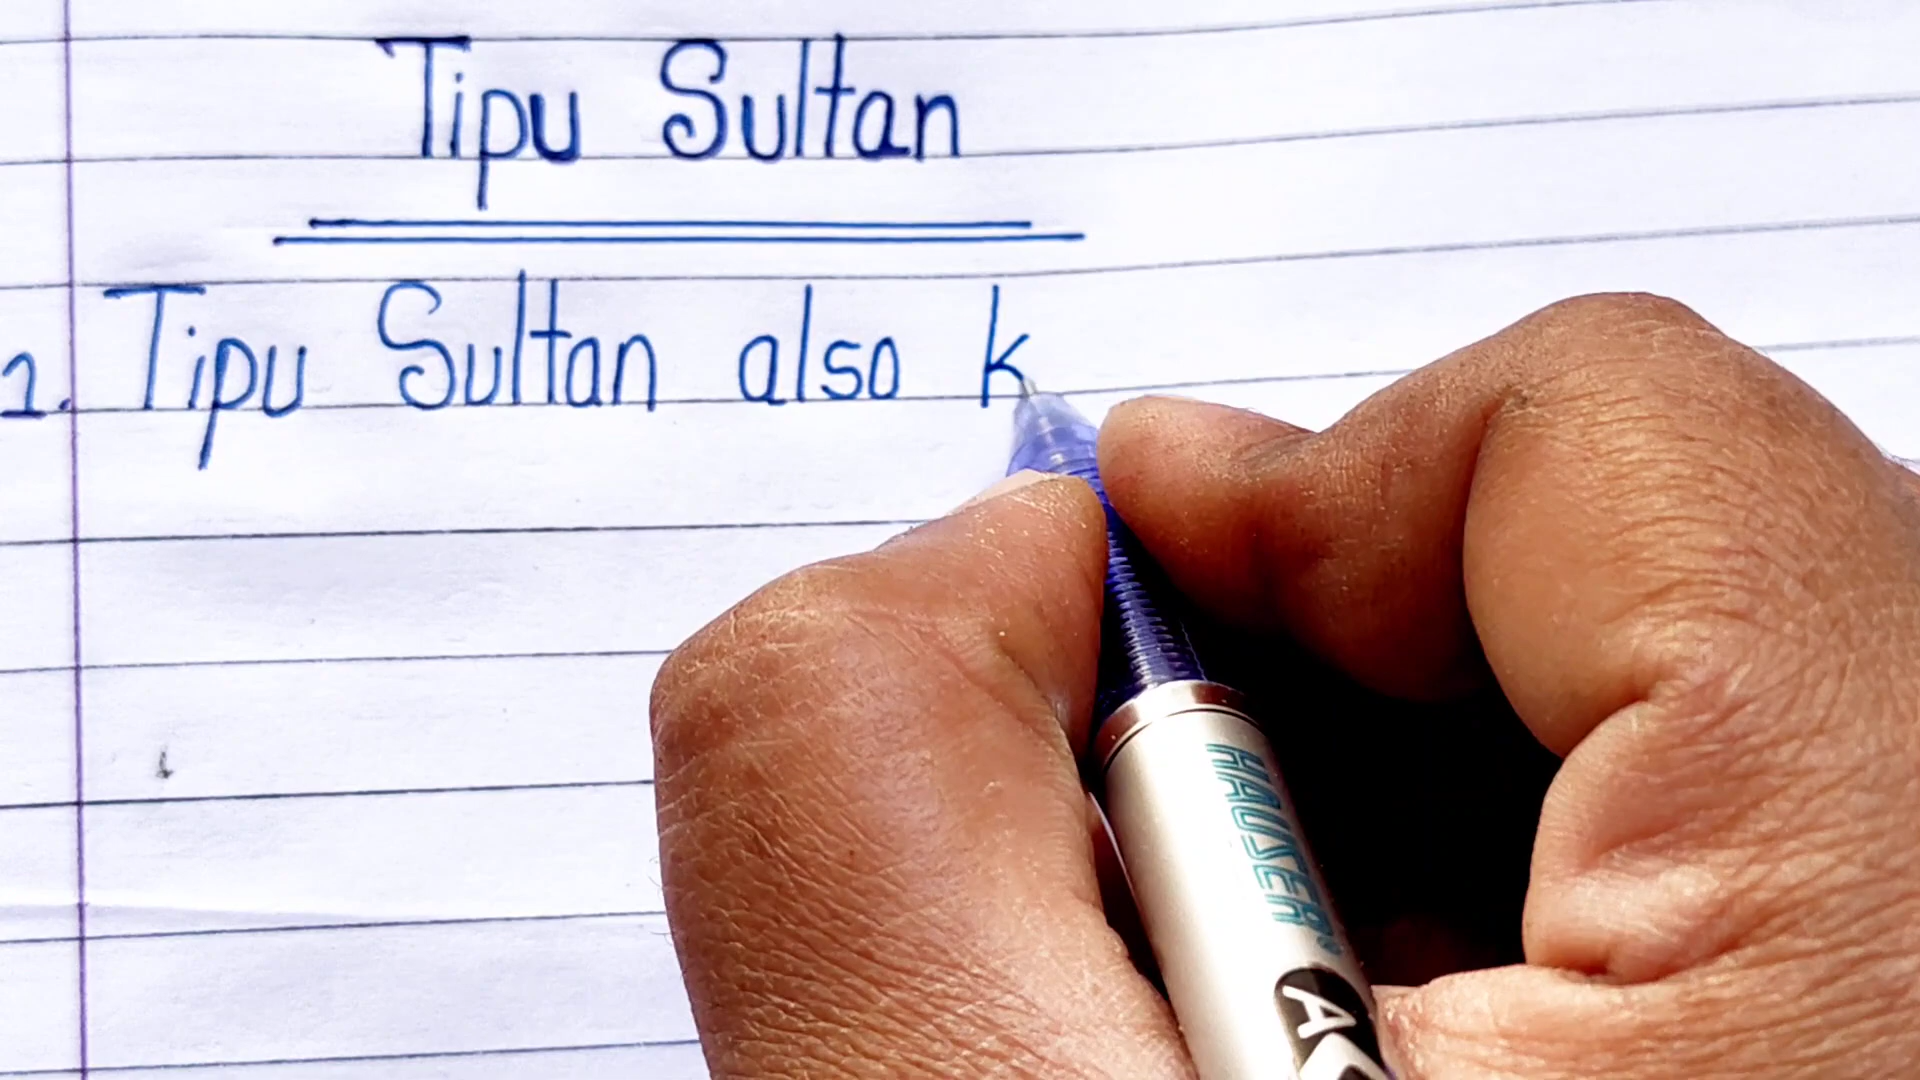 Tipu Sultan
1. Tipu Sultan also k
HAUSER